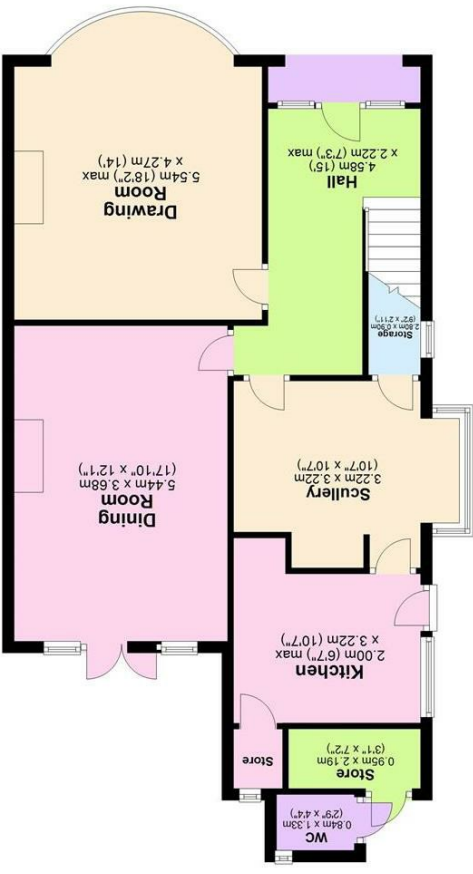 WC
0.84m x 1.33m
(2'9" x 4'4")
Store
0.95m x 2.19m
(3'1" x 7'2")
Store
Kitchen
2.00m (6'7") max
x 3.22m (10'7")
Dining
Room
5.44m x 3.68m
(17'10" x 12'1")
Scullery
3.22m x 3.22m
(10'7" x 10'7")
Storage
2.80m x 0.90m
(9'2" x 2'11")
Hall
4.58m (15')
x 2.22m (7'3") max
Drawing
Room
5.54m (18'2") max
x 4.27m (14')